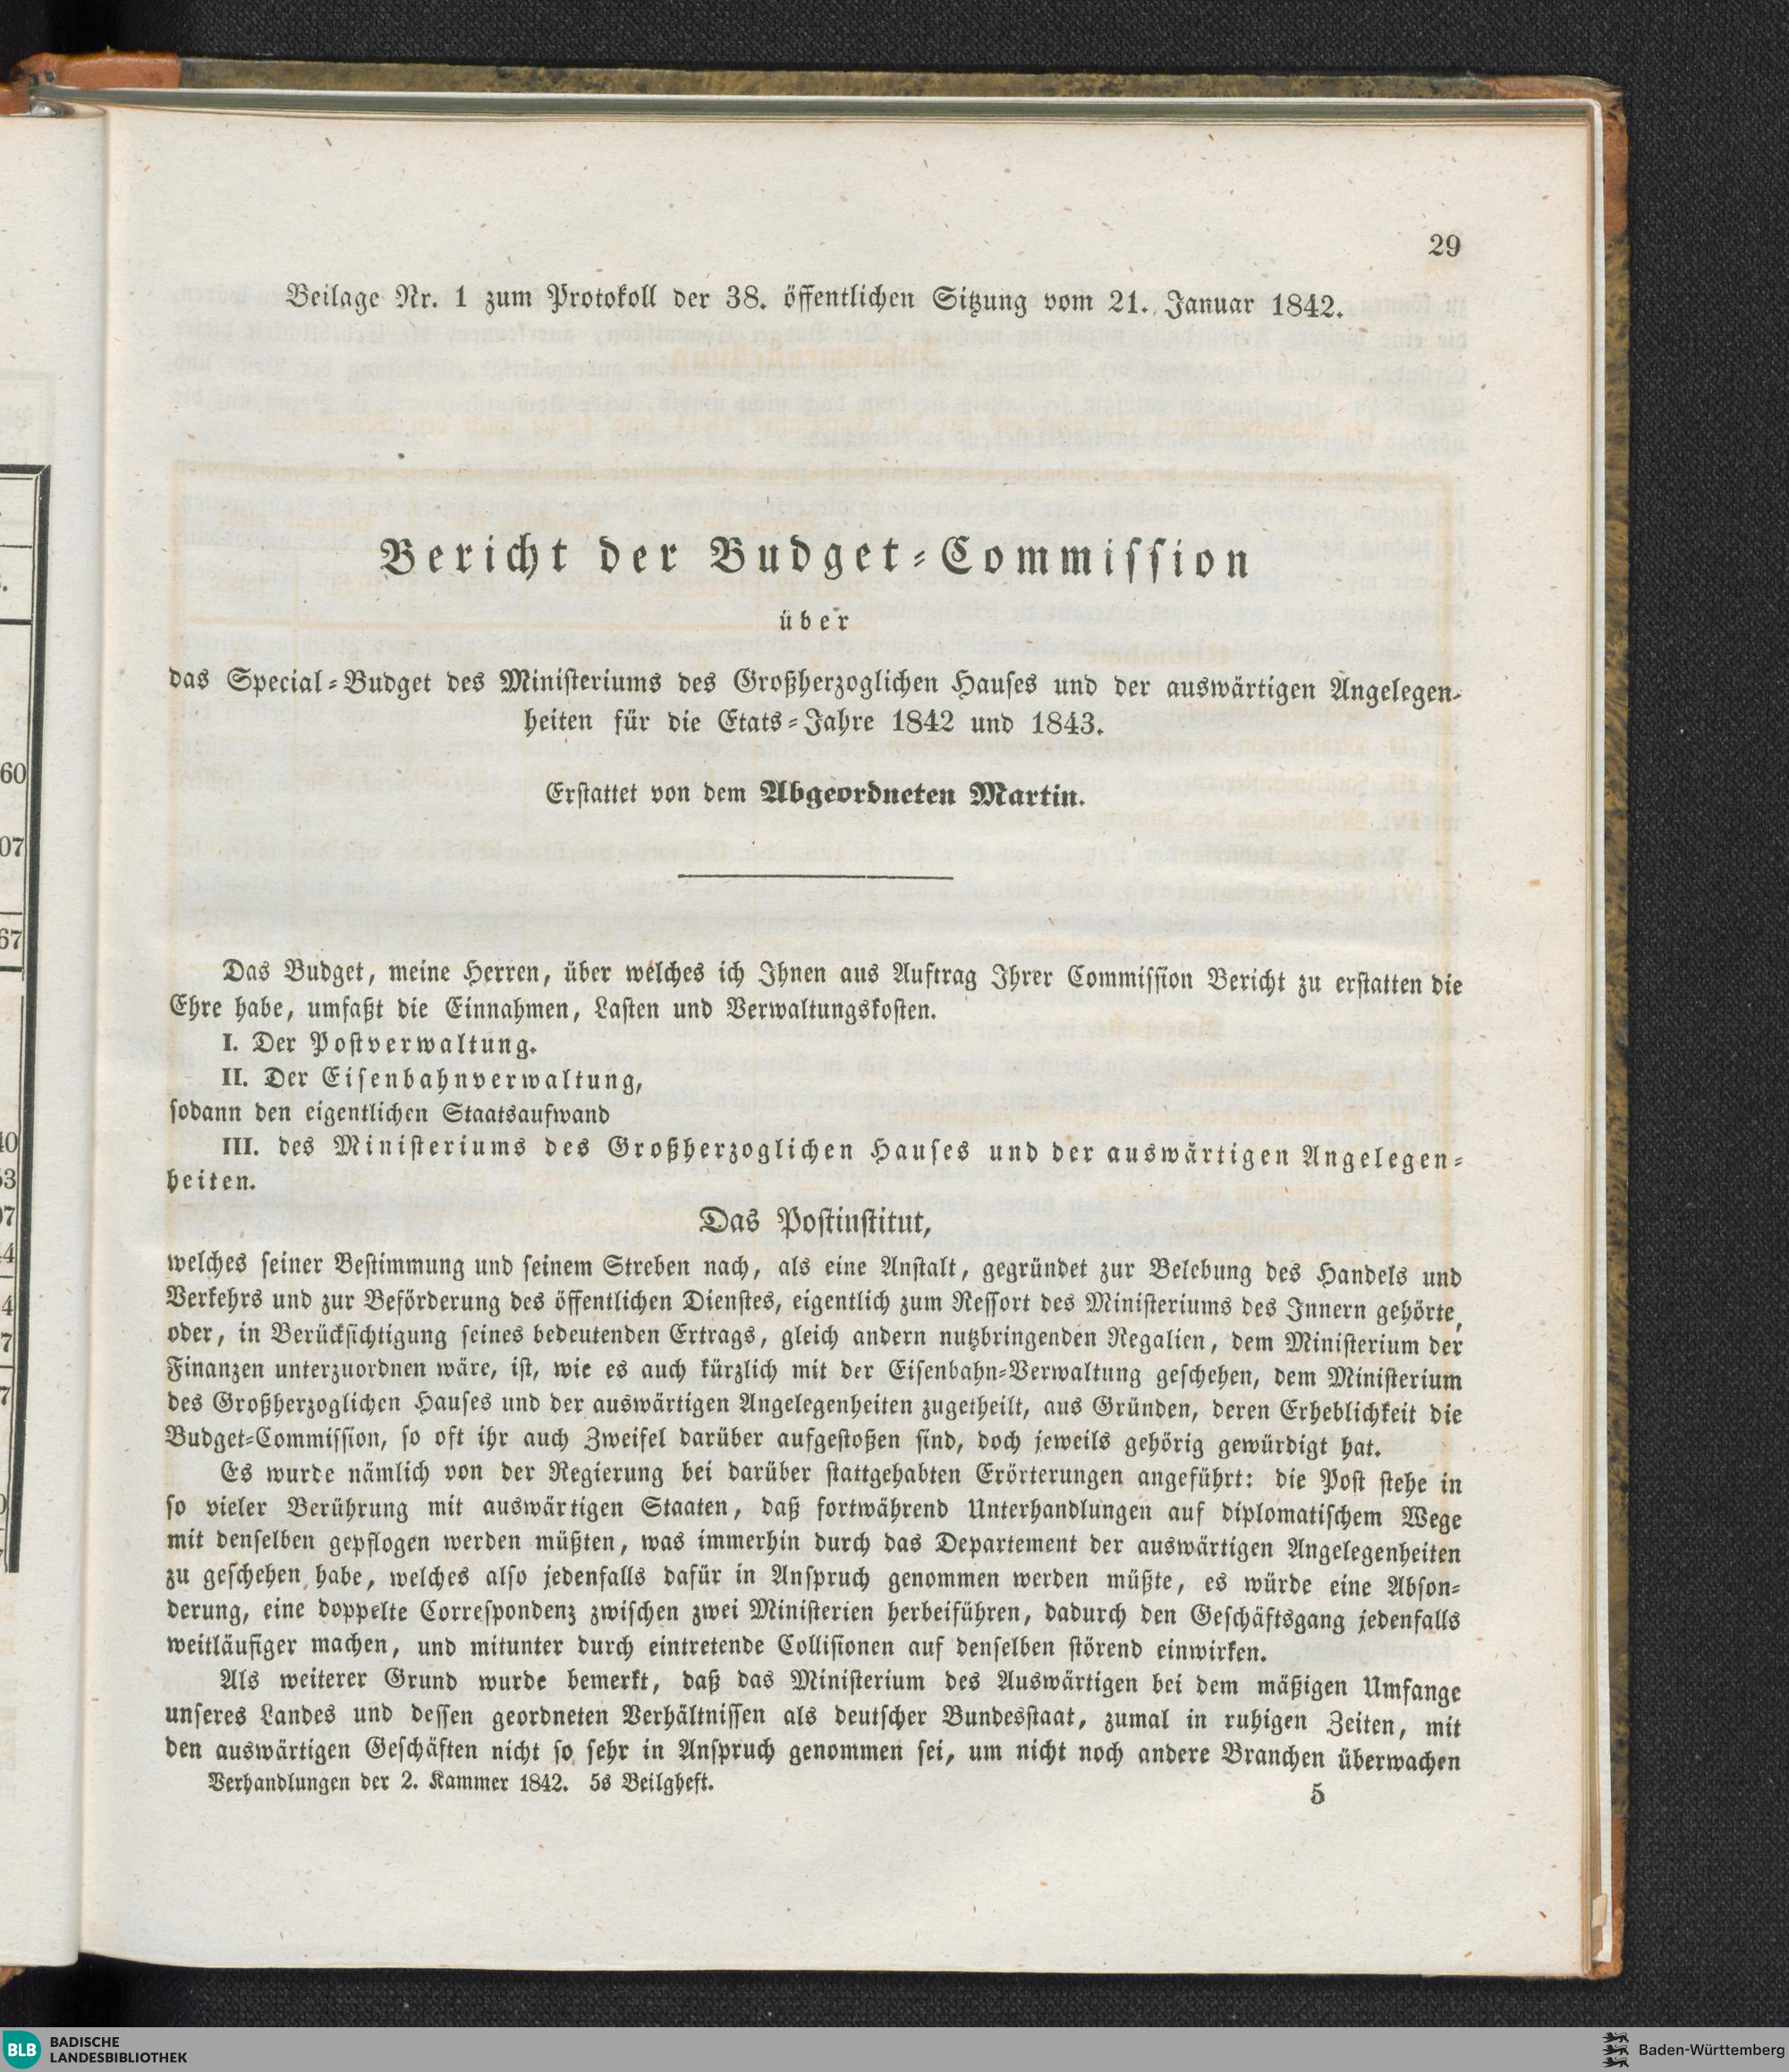 29
Beilage Nr. 1 zum Protokoll der 38. öffentlichen Sitzung vom 21. Januar 1842.
Bericht der Budget-Commission
über
das Special-Budget des Ministeriums des Großherzoglichen Hauses und der auswärtigen Angelegen-
heiten für die Etats-Jahre 1842 und 1843.
Erstattet von dem Abgeordneten Martin.
Das Budget, meine Herren, über welches ich Ihnen aus Auftrag Ihrer Commission Bericht zu erstatten die
Ehre habe, umfaßt die Einnahmen, Lasten und Verwaltungskosten.
I. Der Postverwaltung.
II. Der Eisenbahnverwaltung,
sodann den eigentlichen Staatsaufwand
III. des Ministeriums des Großherzoglichen Hauses und der auswärtigen Angelegen-
heiten.
Das Postinstitut,
welches seiner Bestimmung und seinem Streben nach, als eine Anstalt, gegründet zur Belebung des Handels und
Verkehrs und zur Beförderung des öffentlichen Dienstes, eigentlich zum Ressort des Ministeriums des Innern gehörte,
oder, in Berücksichtigung seines bedeutenden Ertrags, gleich andern nutzbringenden Regalien, dem Ministerium der
Finanzen unterzuordnen wäre, ist, wie es auch kürzlich mit der Eisenbahn-Verwaltung geschehen, dem Ministerium
des Großherzoglichen Hauses und der auswärtigen Angelegenheiten zugetheilt, aus Gründen, deren Erheblichkeit die
Budget-Commission, so oft ihr auch Zweifel darüber aufgestoßen sind, doch jeweils gehörig gewürdigt hat.
Es wurde nämlich von der Regierung bei darüber stattgehabten Erörterungen angeführt: die Post stehe in
so vieler Berührung mit auswärtigen Staaten, daß fortwährend Unterhandlungen auf diplomatischem Wege
mit denselben gepflogen werden müßten, was immerhin durch das Departement der auswärtigen Angelegenheiten
zu geschehen habe, welches also jedenfalls dafür in Anspruch genommen werden müßte, es würde eine Abson-
derung, eine doppelte Correspondenz zwischen zwei Ministerien herbeiführen, dadurch den Geschäftsgang jedenfalls
weitläufiger machen, und mitunter durch eintretende Collisionen auf denselben störend einwirken.
Als weiterer Grund wurde bemerkt, daß das Ministerium des Auswärtigen bei dem mäßigen Umfange
unseres Landes und dessen geordneten Verhältnissen als deutscher Bundesstaat, zumal in ruhigen Zeiten, mit
den auswärtigen Geschäften nicht so sehr in Anspruch genommen sei, um nicht noch andere Branchen überwachen
Verhandlungen der 2. Kammer 1842. 5s Beilgheft.
5
BLB BADISCHE
LANDESBIBLIOTHEK
Baden-Württemberg